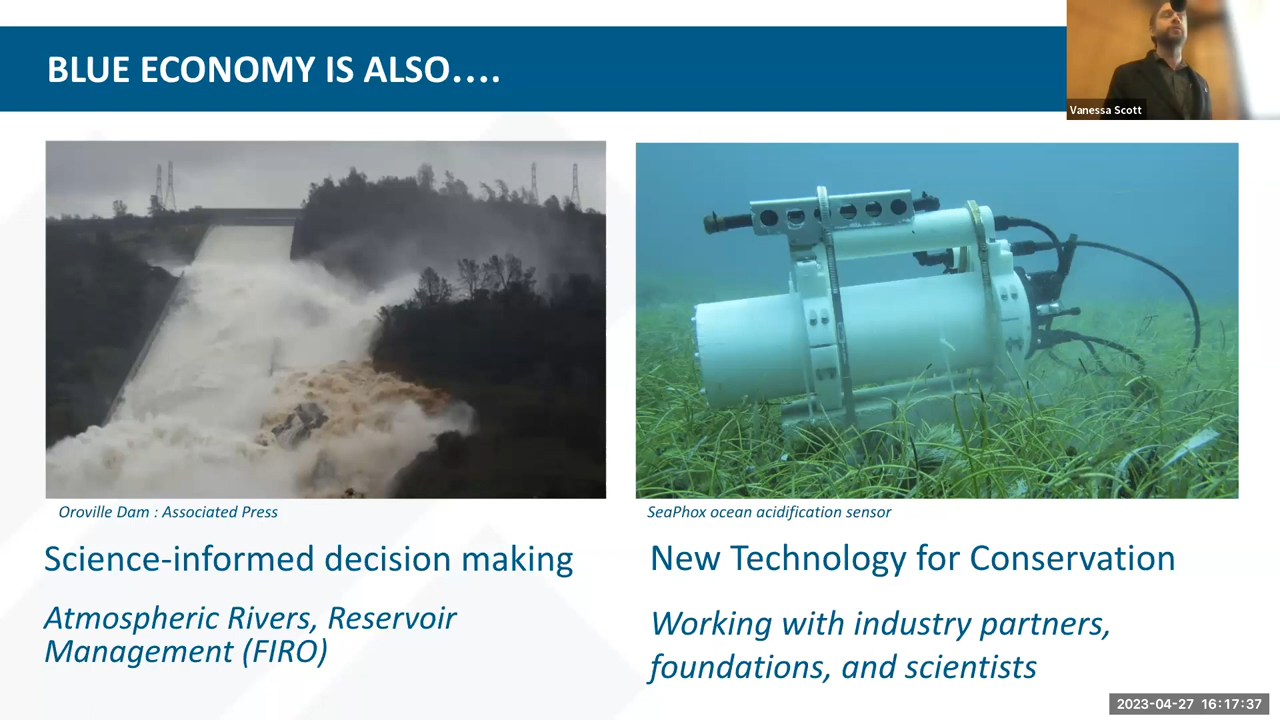 BLUE ECONOMY IS ALSO....
Vanessa Scott
Oroville Dam : Associated Press
Science-informed decision making
Atmospheric Rivers, Reservoir
Management (FIRO)
SeaPhox ocean acidification sensor
New Technology for Conservation
Working with industry partners,
foundations, and scientists
2023-04-27 16:17:37